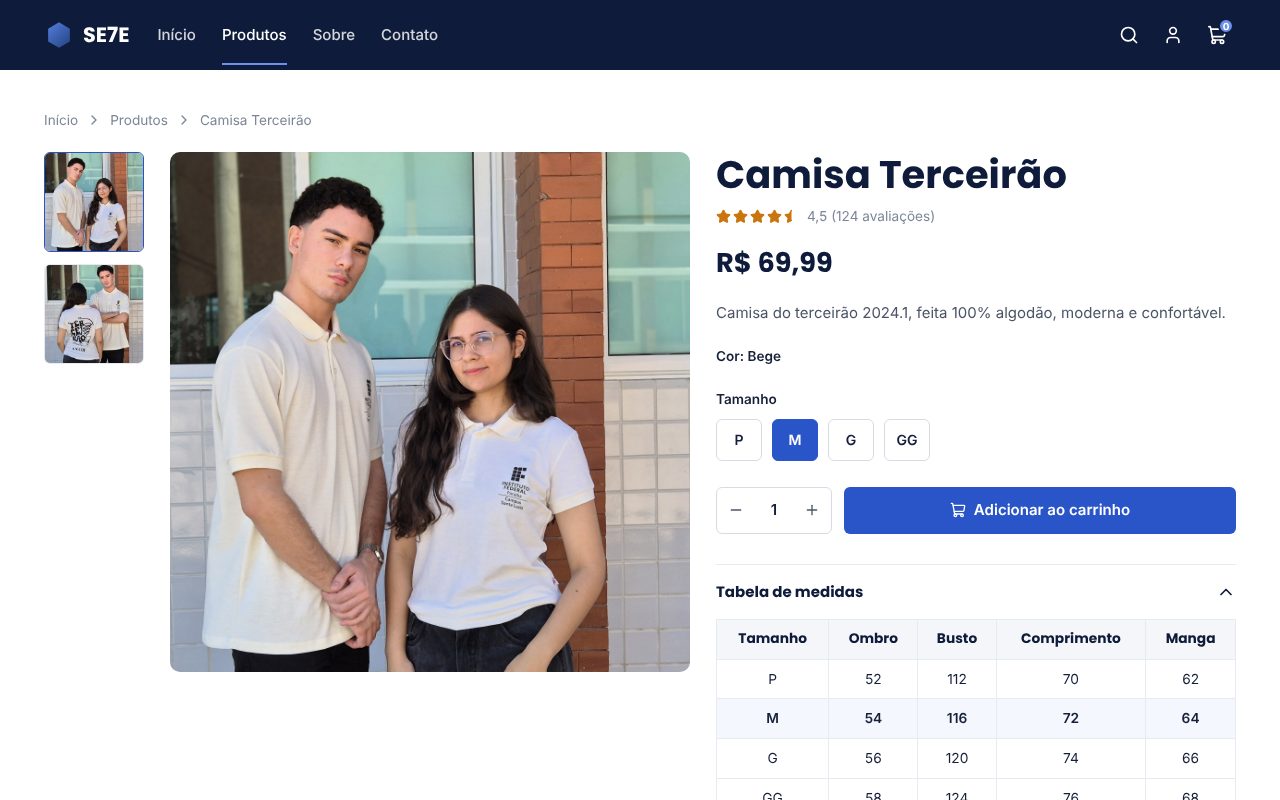 SE7E Início Produtos Sobre Contato 0
Início > Produtos > Camisa Terceirão
Camisa Terceirão
4,5 (124 avaliações)
R$ 69,99
Camisa do terceirão 2024.1, feita 100% algodão, moderna e confortável.
Cor: Bege
Tamanho
P M G GG
− 1 + Adicionar ao carrinho
Tabela de medidas
Tamanho Ombro Busto Comprimento Manga
P 52 112 70 62
M 54 116 72 64
G 56 120 74 66
GG 58 124 76 68
INSTITUTO
FEDERAL